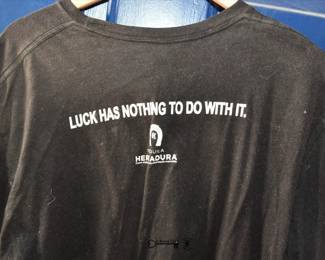 LUCK HAS NOTHING TO DO WITH IT.
TEQUILA
HERRADURA